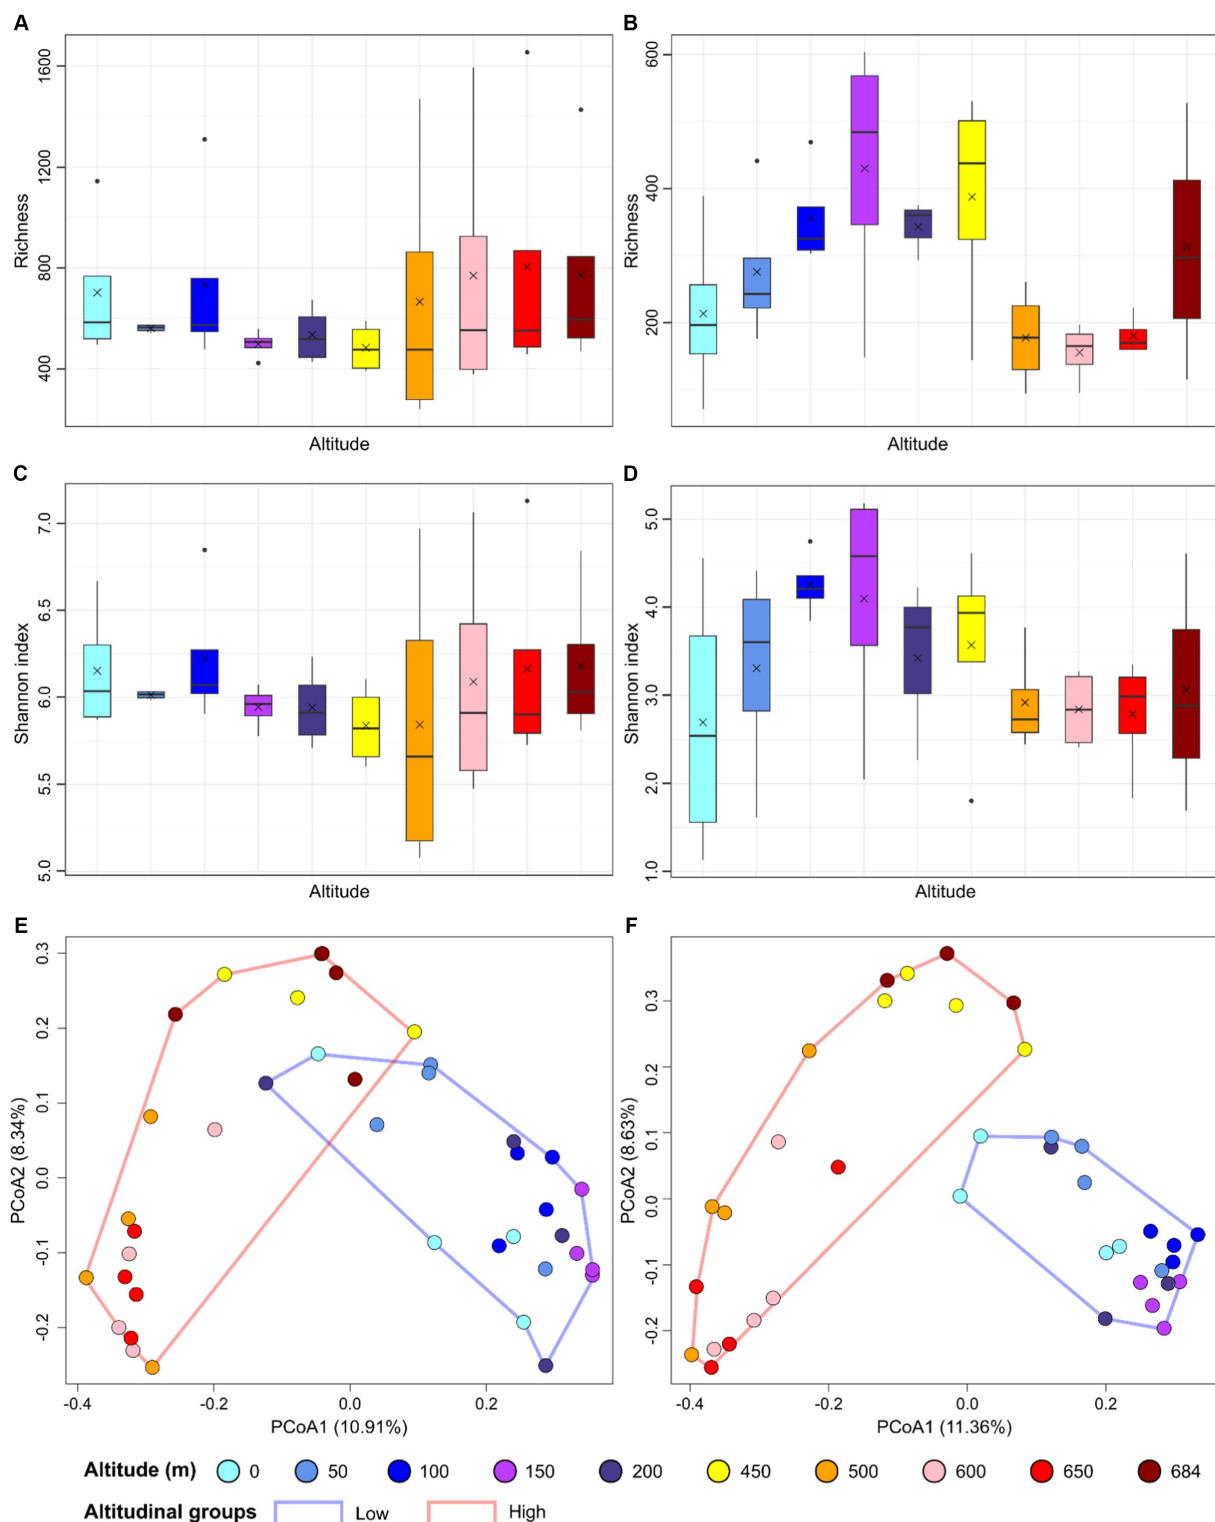 A
B
Richness
1600
1200
800
400
Altitude
Richness
600
400
200
Altitude
C
D
Shannon index
7.0
6.5
6.0
5.5
5.0
Altitude
Shannon index
5.0
4.0
3.0
2.0
1.0
Altitude
E
F
PCoA2 (8.34%)
0.3
0.2
0.1
0.0
-0.1
-0.2
-0.4 -0.2 0.0 0.2
PCoA1 (10.91%)
PCoA2 (8.63%)
0.3
0.2
0.1
0.0
-0.1
-0.2
-0.4 -0.2 0.0 0.2
PCoA1 (11.36%)
Altitude (m) 0 50 100 150 200 450 500 600 650 684
Altitudinal groups Low High